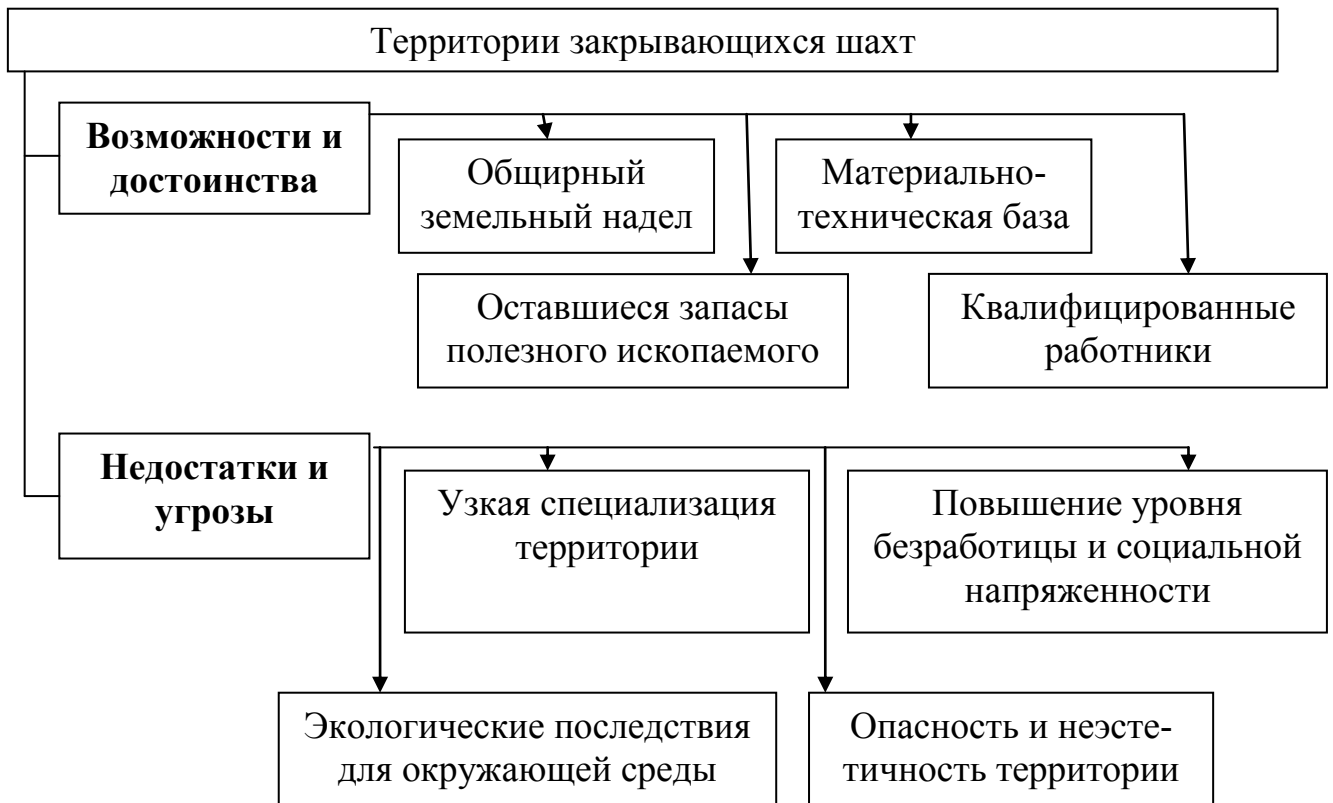 Территории закрывающихся шахт
Возможности и
достоинства
Общирный
земельный надел
Материально-
техническая база
Оставшиеся запасы
полезного ископаемого
Квалифицированные
работники
Недостатки и
угрозы
Узкая специализация
территории
Повышение уровня
безработицы и социальной
напряженности
Экологические последствия
для окружающей среды
Опасность и неэсте-
тичность территории